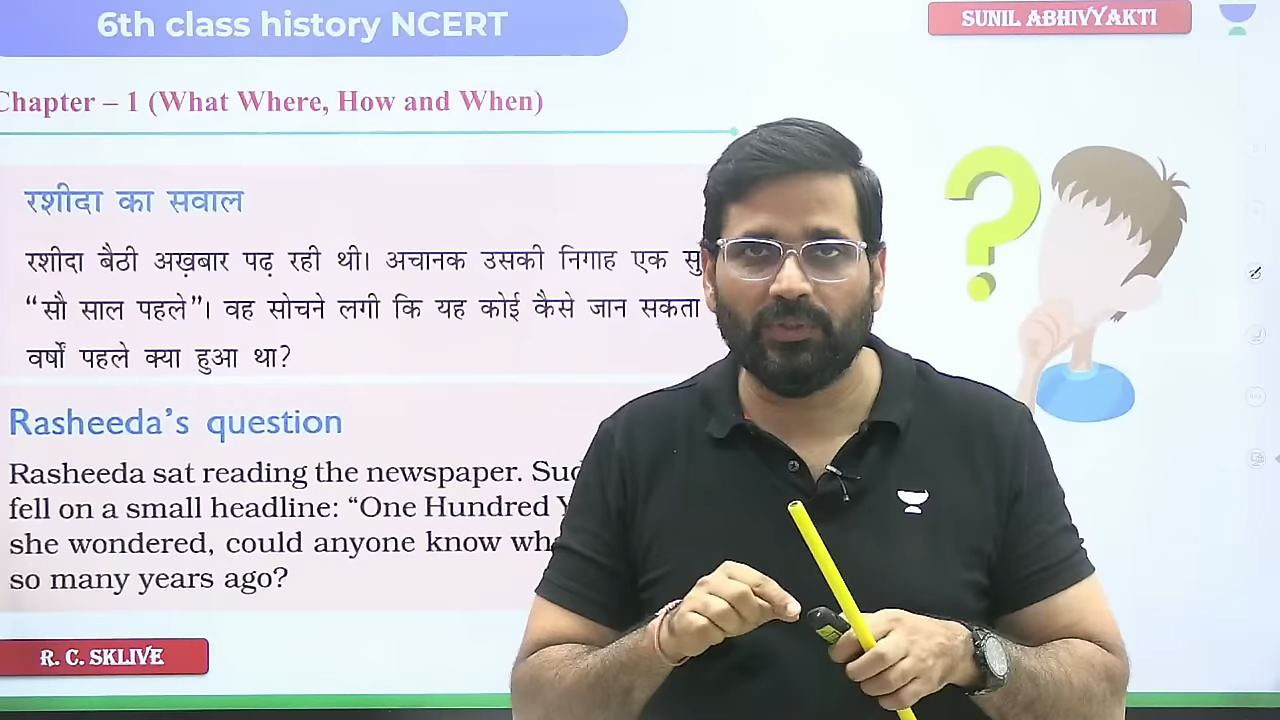 6th class history NCERT
SUNIL ABHIVYAKTI
Chapter – 1 (What Where, How and When)
रशीदा का सवाल
रशीदा बैठी अख़बार पढ़ रही थी। अचानक उसकी निगाह एक सु
“सौ साल पहले”। वह सोचने लगी कि यह कोई कैसे जान सकता
वर्षों पहले क्या हुआ था?
Rasheeda’s question
Rasheeda sat reading the newspaper. Sud
fell on a small headline: “One Hundred Y
she wondered, could anyone know wh
so many years ago?
R. C. SKLIVE